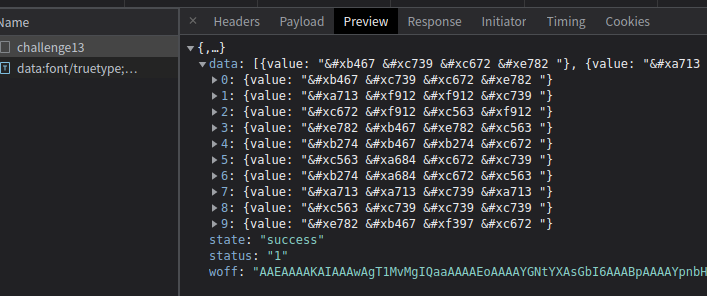 Name
× Headers Payload Preview Response Initiator Timing Cookies
challenge13
data:font/truetype;…
▼{,…}
▼data: [{value: "&#xb467 &#xc739 &#xc672 &#xe782 "}, {value: "&#xa713
▶0: {value: "&#xb467 &#xc739 &#xc672 &#xe782 "}
▶1: {value: "&#xa713 &#xf912 &#xf912 &#xc739 "}
▶2: {value: "&#xc672 &#xf912 &#xc563 &#xf912 "}
▶3: {value: "&#xe782 &#xb467 &#xe782 &#xc563 "}
▶4: {value: "&#xb274 &#xb467 &#xb274 &#xc672 "}
▶5: {value: "&#xc563 &#xa684 &#xc672 &#xc739 "}
▶6: {value: "&#xb274 &#xa684 &#xc672 &#xc563 "}
▶7: {value: "&#xa713 &#xa713 &#xc739 &#xa713 "}
▶8: {value: "&#xc563 &#xc739 &#xc739 &#xc739 "}
▶9: {value: "&#xe782 &#xb467 &#xf397 &#xc672 "}
state: "success"
status: "1"
woff: "AAEAAAAKAIAAAwAgT1MvMgIQaaAAAAEoAAAAYGNtYXAsGbI6AAABpAAAAYpnbH